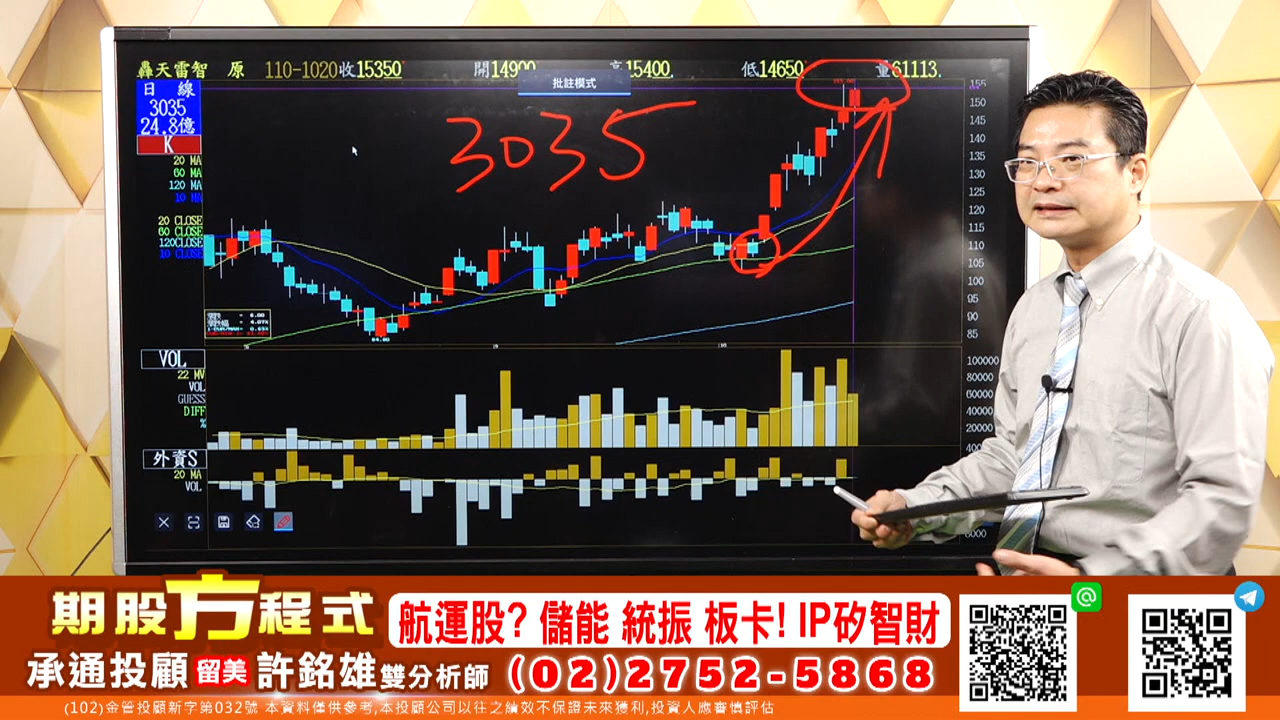 轟天雷智 原 110-1020收15350 開14900 高15400. 低14650 量61113.
批註模式
日 線
3035
24.8億
K
20 MA
60 MA
120 MA
10 MA
20 CLOSE
60 CLOSE
120CLOSE
10 CLOSE
3035
155
150
145
140
135
130
125
120
115
110
105
100
95
90
85
84.00
VOL
22 MV
VOL
GUESS
DIFF
%
100000
80000
60000
40000
20000
外資S
20 MA
VOL
期股方程式
航運股? 儲能 統振 板卡! IP矽智財
承通投顧 留美 許銘雄 雙分析師 (02)2752-5868
(102)金管投顧新字第032號 本資料僅供參考,本投顧公司以往之績效不保證未來獲利,投資人應審慎評估